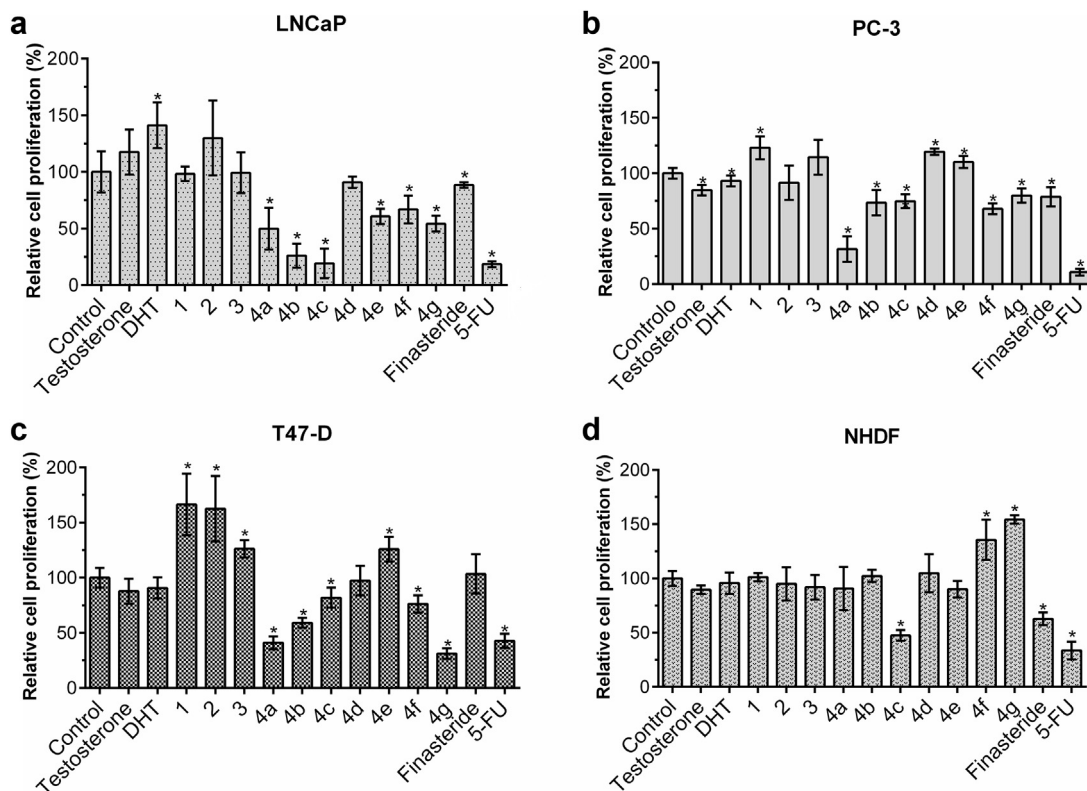 a
LNCaP
Relative cell proliferation (%)
200
150
100
50
0
* * * * * * * * *
Control
Testosterone
DHT
1
2
3
4a
4b
4c
4d
4e
4f
4g
Finasteride
5-FU
b
PC-3
Relative cell proliferation (%)
200
150
100
50
0
* * * * * * * * * * * *
Controlo
Testosterone
DHT
1
2
3
4a
4b
4c
4d
4e
4f
4g
Finasteride
5-FU
c
T47-D
Relative cell proliferation (%)
200
150
100
50
0
* * * * * * * * * *
Control
Testosterone
DHT
1
2
3
4a
4b
4c
4d
4e
4f
4g
Finasteride
5-FU
d
NHDF
Relative cell proliferation (%)
200
150
100
50
0
* * * * *
Control
Testosterone
DHT
1
2
3
4a
4b
4c
4d
4e
4f
4g
Finasteride
5-FU